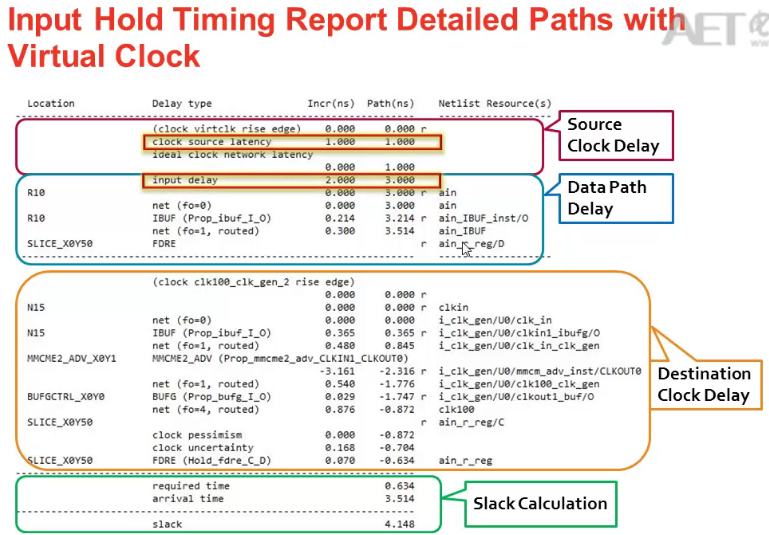 Input Hold Timing Report Detailed Paths with
Virtual Clock
AET
Location Delay type Incr(ns) Path(ns) Netlist Resource(s)
(clock virtclk rise edge) 0.000 0.000 r
clock source latency 1.000 1.000
ideal clock network latency
0.000 1.000
input delay 2.000 3.000
R10 0.000 3.000 r ain
net (fo=0) 0.000 3.000 ain
R10 IBUF (Prop_ibuf_I_O) 0.214 3.214 r ain_IBUF_inst/O
net (fo=1, routed) 0.300 3.514 ain_IBUF
SLICE_X0Y50 FDRE r ain_r_reg/D
Source
Clock Delay
Data Path
Delay
(clock clk100_clk_gen_2 rise edge)
0.000 0.000 r
N15 0.000 0.000 r clkin
net (fo=0) 0.000 0.000 i_clk_gen/U0/clk_in
N15 IBUF (Prop_ibuf_I_O) 0.365 0.365 r i_clk_gen/U0/clkin1_ibufg/O
net (fo=1, routed) 0.480 0.845 i_clk_gen/U0/clk_in_clk_gen
MMCME2_ADV_X0Y1 MMCME2_ADV (Prop_mmcme2_adv_CLKIN1_CLKOUT0)
-3.161 -2.316 r i_clk_gen/U0/mmcm_adv_inst/CLKOUT0
net (fo=1, routed) 0.540 -1.776 i_clk_gen/U0/clk100_clk_gen
BUFGCTRL_X0Y0 BUFG (Prop_bufg_I_O) 0.029 -1.747 r i_clk_gen/U0/clkout1_buf/O
net (fo=4, routed) 0.876 -0.872 clk100
SLICE_X0Y50 r ain_r_reg/C
clock pessimism 0.000 -0.872
clock uncertainty 0.168 -0.704
SLICE_X0Y50 FDRE (Hold_fdre_C_D) 0.070 -0.634 ain_r_reg
Destination
Clock Delay
required time 0.634
arrival time 3.514
slack 4.148
Slack Calculation